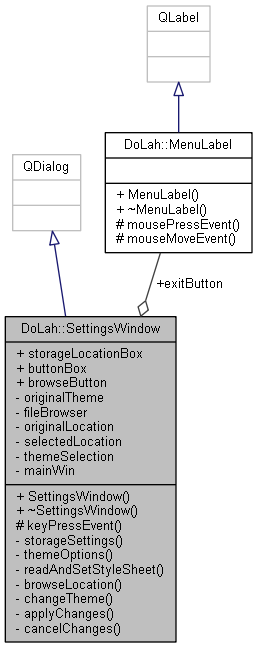 QLabel
DoLah::MenuLabel
+ MenuLabel()
+ ~MenuLabel()
# mousePressEvent()
# mouseMoveEvent()
QDialog
+exitButton
DoLah::SettingsWindow
+ storageLocationBox
+ buttonBox
+ browseButton
- originalTheme
- fileBrowser
- originalLocation
- selectedLocation
- themeSelection
- mainWin
+ SettingsWindow()
+ ~SettingsWindow()
# keyPressEvent()
- storageSettings()
- themeOptions()
- readAndSetStyleSheet()
- browseLocation()
- changeTheme()
- applyChanges()
- cancelChanges()